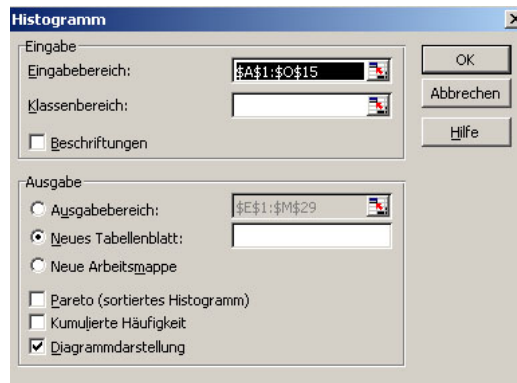 Histogramm
Eingabe
Eingabebereich: $A$1:$O$15
Klassenbereich:
Beschriftungen
OK
Abbrechen
Hilfe
Ausgabe
Ausgabebereich: $E$1:$M$29
Neues Tabellenblatt:
Neue Arbeitsmappe
Pareto (sortiertes Histogramm)
Kumulierte Häufigkeit
Diagrammdarstellung